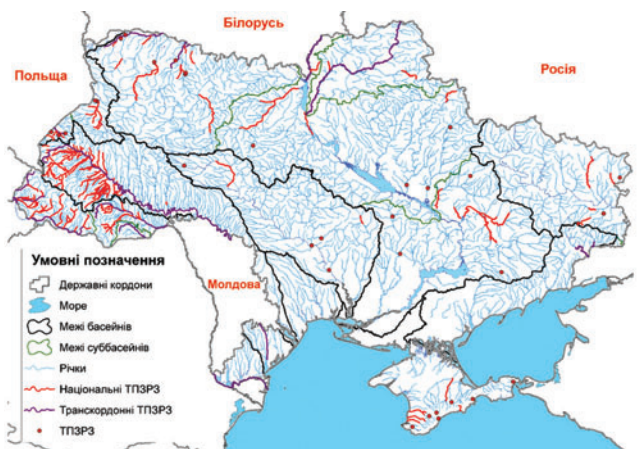 Білорусь
Польща
Росія
Молдова
Умовні позначення
Державні кордони
Море
Межі басейнів
Межі суббасейнів
Річки
Національні ТПЗРЗ
Транскордонні ТПЗРЗ
ТПЗРЗ